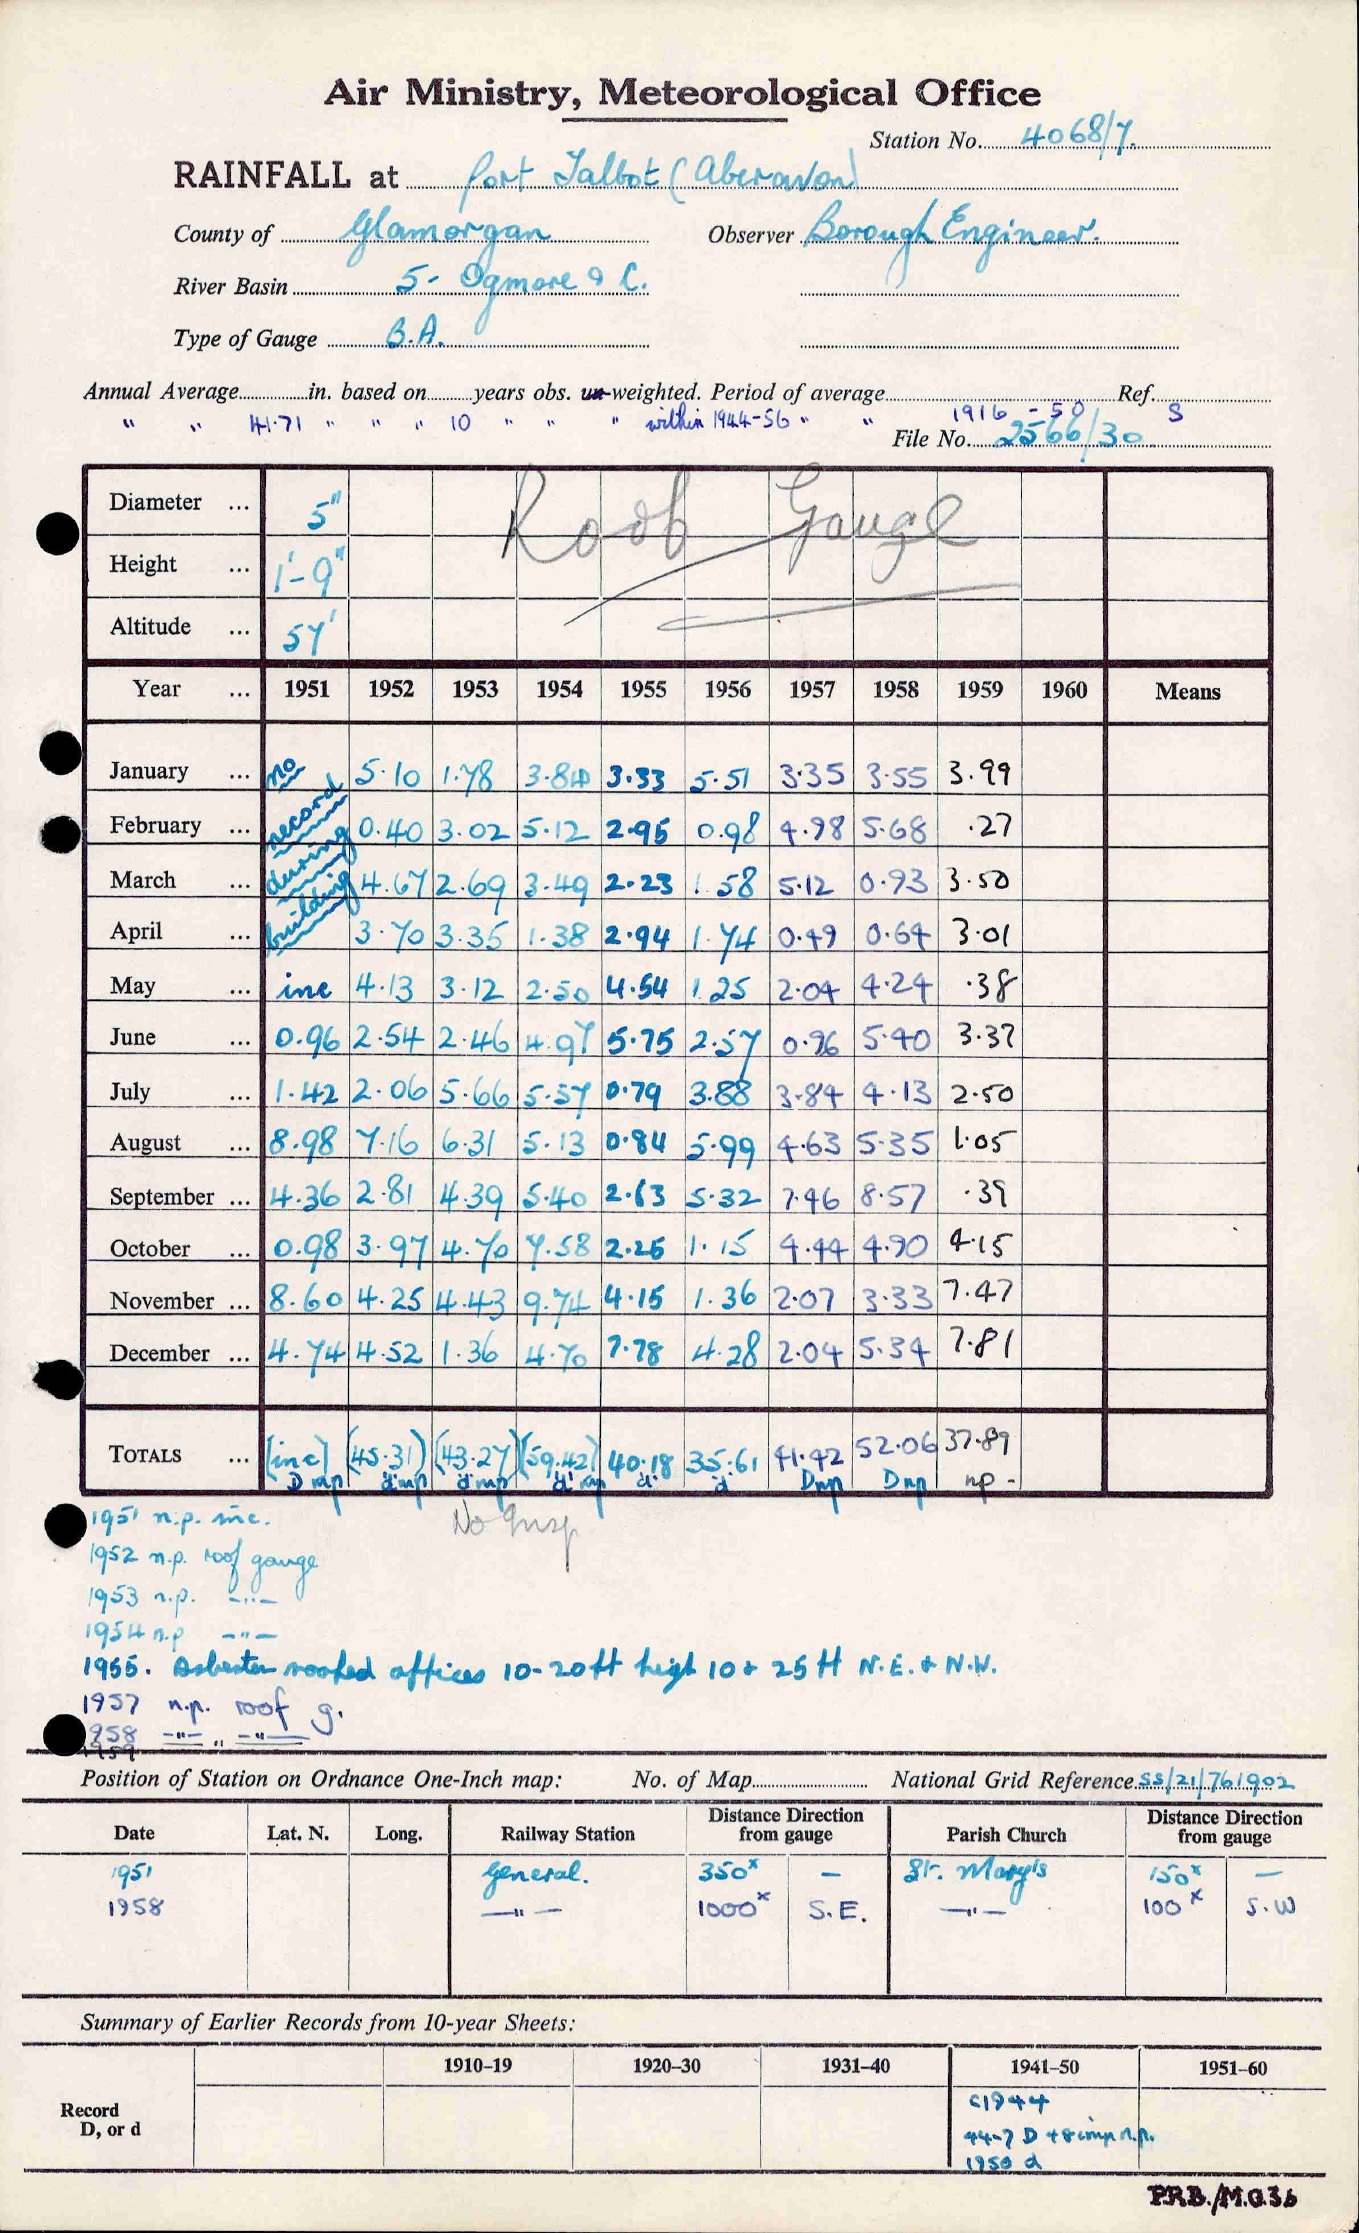 Air Ministry, Meteorological Office
Station No. 4068/7.
RAINFALL at Port Talbot (Aberavon)
County of Glamorgan Observer Borough Engineer.
River Basin 5- Ogmore & C.
Type of Gauge B.A.
Annual Average in. based on years obs. un-weighted. Period of average Ref.
" " 41.71 " " " 10 " " " within 1944-56 " " 1916-50 S
File No. 2566/30
Roof Gauge
Diameter ... 5"
Height ... 1'-9"
Altitude ... 57'
Year ... 1951 1952 1953 1954 1955 1956 1957 1958 1959 1960 Means
no record during building
January ... 5.10 1.78 3.84 3.33 5.51 3.35 3.55 3.99
February ... 0.40 3.02 5.12 2.95 0.98 4.98 5.68 .27
March ... 4.67 2.69 3.49 2.23 1.58 5.12 0.93 3.50
April ... 3.70 3.35 1.38 2.94 1.74 0.49 0.64 3.01
May ... inc 4.13 3.12 2.50 4.54 1.25 2.04 4.24 .38
June ... 0.96 2.54 2.46 4.97 5.75 2.57 0.96 5.40 3.37
July ... 1.42 2.06 5.66 5.57 0.79 3.88 3.84 4.13 2.50
August ... 8.98 7.16 6.31 5.13 0.84 5.99 4.63 5.35 1.05
September ... 4.36 2.81 4.39 5.40 2.63 5.32 7.46 8.57 .39
October ... 0.98 3.97 4.70 7.58 2.25 1.15 4.44 4.90 4.15
November ... 8.60 4.25 4.43 9.74 4.15 1.36 2.07 3.33 7.47
December ... 4.74 4.52 1.36 4.70 7.78 4.28 2.04 5.34 7.81
TOTALS ... (inc) (45.31) (43.27) (59.42) 40.18 35.61 41.42 52.06 37.89
D np d np d np d np d d Dnp Dnp np -
No Insp
1951 n.p. inc.
1952 n.p. roof gauge
1953 n.p. -"-
1954 n.p -"-
1955. Asbestos roofed offices 10-20ft high 10 & 25 ft N.E. & N.W.
1957 n.p. roof g.
1958 -"- " -"-
1959
Position of Station on Ordnance One-Inch map: No. of Map National Grid Reference SS/21/761902
Date Lat. N. Long. Railway Station Distance Direction from gauge Parish Church Distance Direction from gauge
1951 General. 350x - St. Mary's 150x -
1958 -"- 1000x S.E. -"- 100x S.W
Summary of Earlier Records from 10-year Sheets:
1910-19 1920-30 1931-40 1941-50 1951-60
Record D, or d
c1944
44-7 D 48 imp n.p.
1950 d
P.R.B./M.O.36